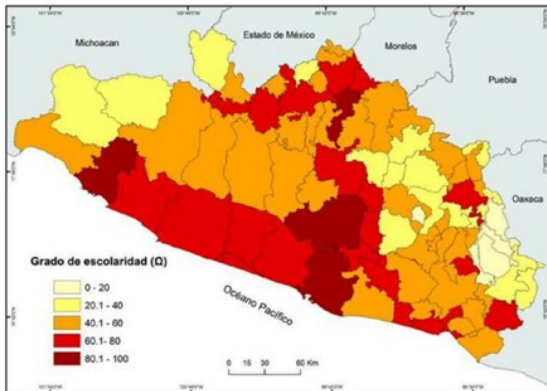 Michoacan
Estado de México
Morelos
Puebla
Oaxaca
Océano Pacífico
Grado de escolaridad (Ω)
0 - 20
20.1 - 40
40.1 - 60
60.1- 80
80.1 - 100
0 15 30 60 Km